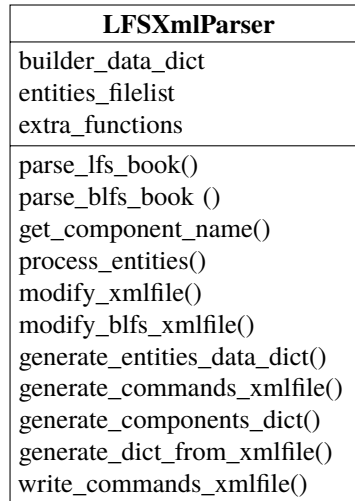 LFSXmlParser
builder_data_dict
entities_filelist
extra_functions
parse_lfs_book()
parse_blfs_book ()
get_component_name()
process_entities()
modify_xmlfile()
modify_blfs_xmlfile()
generate_entities_data_dict()
generate_commands_xmlfile()
generate_components_dict()
generate_dict_from_xmlfile()
write_commands_xmlfile()